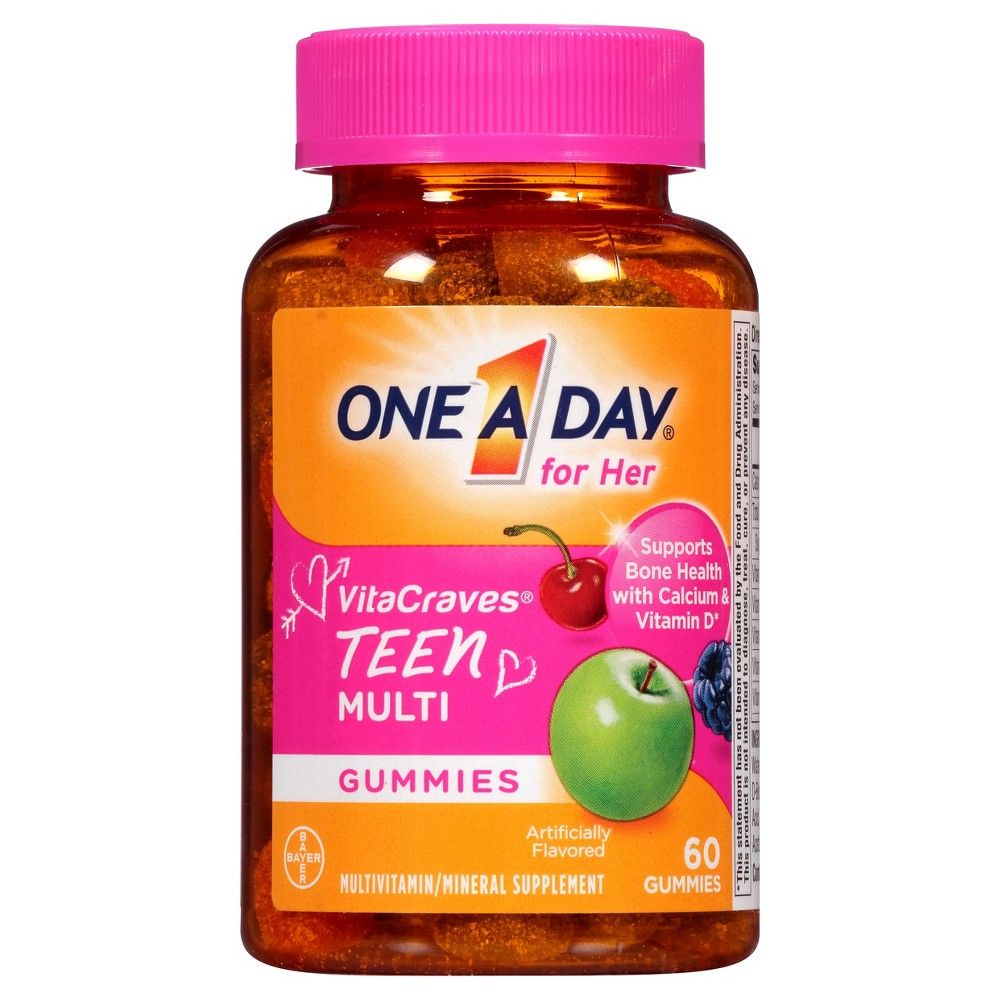 1
ONE A DAY®
for Her
Supports
Bone Health
with Calcium &
Vitamin D*
VitaCraves®
TEEN
MULTI
GUMMIES
Artificially
Flavored
60
GUMMIES
BAYER
BAYER
MULTIVITAMIN/MINERAL SUPPLEMENT
*This statement has not been evaluated by the Food and Drug Administration.
This product is not intended to diagnose, treat, cure, or prevent any disease.